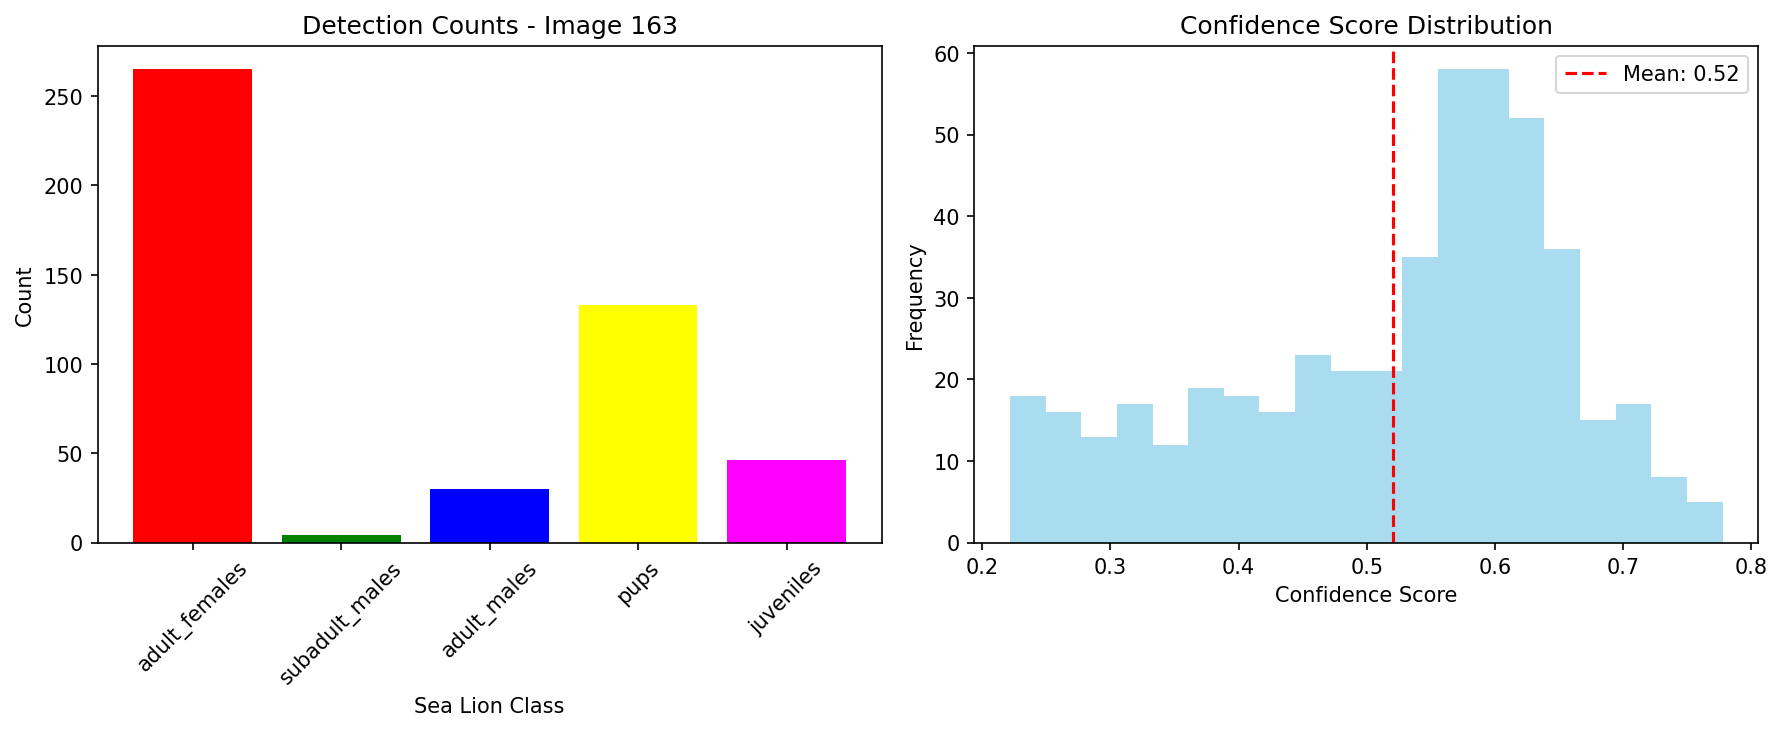 Detection Counts - Image 163
Count
250
200
150
100
50
0
adult_females
subadult_males
adult_males
pups
juveniles
Sea Lion Class
Confidence Score Distribution
Mean: 0.52
Frequency
60
50
40
30
20
10
0
0.2 0.3 0.4 0.5 0.6 0.7 0.8
Confidence Score